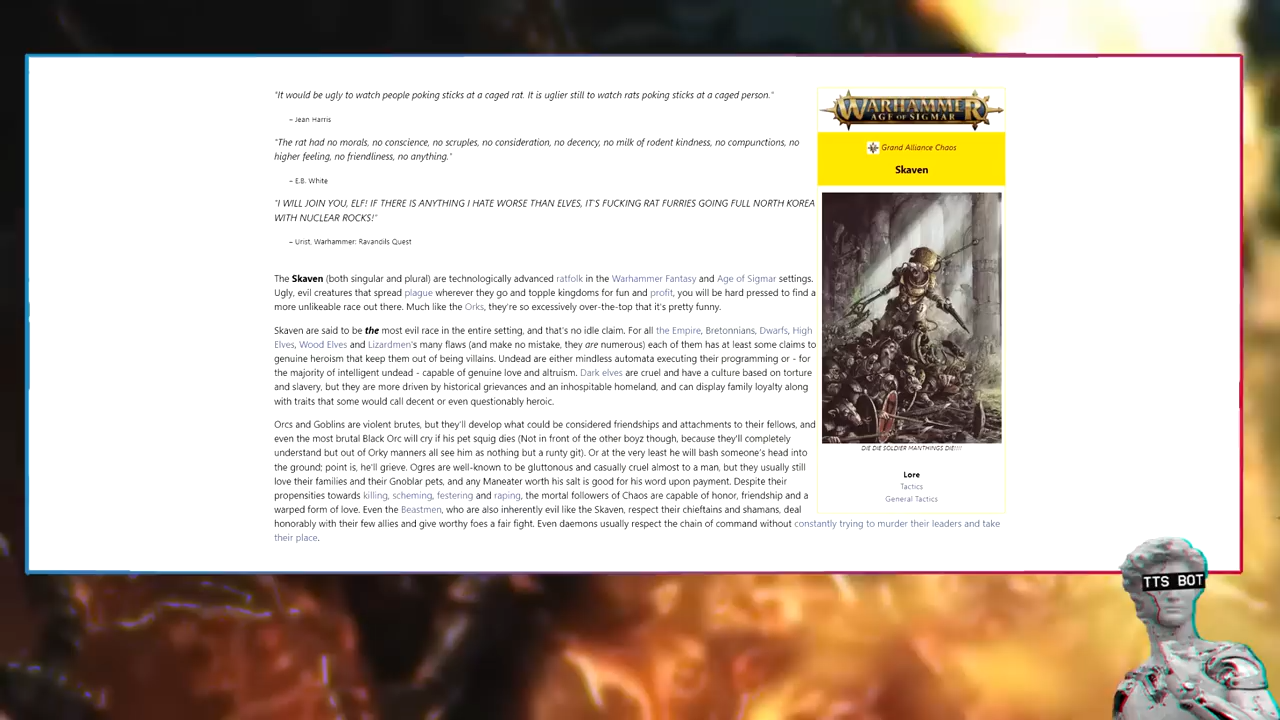 "It would be ugly to watch people poking sticks at a caged rat. It is uglier still to watch rats poking sticks at a caged person."
– Jean Harris
"The rat had no morals, no conscience, no scruples, no consideration, no decency, no milk of rodent kindness, no compunctions, no
higher feeling, no friendliness, no anything."
– E.B. White
"I WILL JOIN YOU, ELF! IF THERE IS ANYTHING I HATE WORSE THAN ELVES, IT'S FUCKING RAT FURRIES GOING FULL NORTH KOREA
WITH NUCLEAR ROCKS!"
– Urist, Warhammer: Ravandils Quest
The Skaven (both singular and plural) are technologically advanced ratfolk in the Warhammer Fantasy and Age of Sigmar settings.
Ugly, evil creatures that spread plague wherever they go and topple kingdoms for fun and profit, you will be hard pressed to find a
more unlikeable race out there. Much like the Orks, they're so excessively over-the-top that it's pretty funny.
Skaven are said to be the most evil race in the entire setting, and that's no idle claim. For all the Empire, Bretonnians, Dwarfs, High
Elves, Wood Elves and Lizardmen's many flaws (and make no mistake, they are numerous) each of them has at least some claims to
genuine heroism that keep them out of being villains. Undead are either mindless automata executing their programming or - for
the majority of intelligent undead - capable of genuine love and altruism. Dark elves are cruel and have a culture based on torture
and slavery, but they are more driven by historical grievances and an inhospitable homeland, and can display family loyalty along
with traits that some would call decent or even questionably heroic.
Orcs and Goblins are violent brutes, but they'll develop what could be considered friendships and attachments to their fellows, and
even the most brutal Black Orc will cry if his pet squig dies (Not in front of the other boyz though, because they'll completely
understand but out of Orky manners all see him as nothing but a runty git). Or at the very least he will bash someone's head into
the ground; point is, he'll grieve. Ogres are well-known to be gluttonous and casually cruel almost to a man, but they usually still
love their families and their Gnoblar pets, and any Maneater worth his salt is good for his word upon payment. Despite their
propensities towards killing, scheming, festering and raping, the mortal followers of Chaos are capable of honor, friendship and a
warped form of love. Even the Beastmen, who are also inherently evil like the Skaven, respect their chieftains and shamans, deal
honorably with their few allies and give worthy foes a fair fight. Even daemons usually respect the chain of command without constantly trying to murder their leaders and take
their place.
WARHAMMER
AGE OF SIGMAR
Grand Alliance Chaos
Skaven
DIE DIE SOLDIER MANTHINGS DIE!!!!
Lore
Tactics
General Tactics
TTS BOT